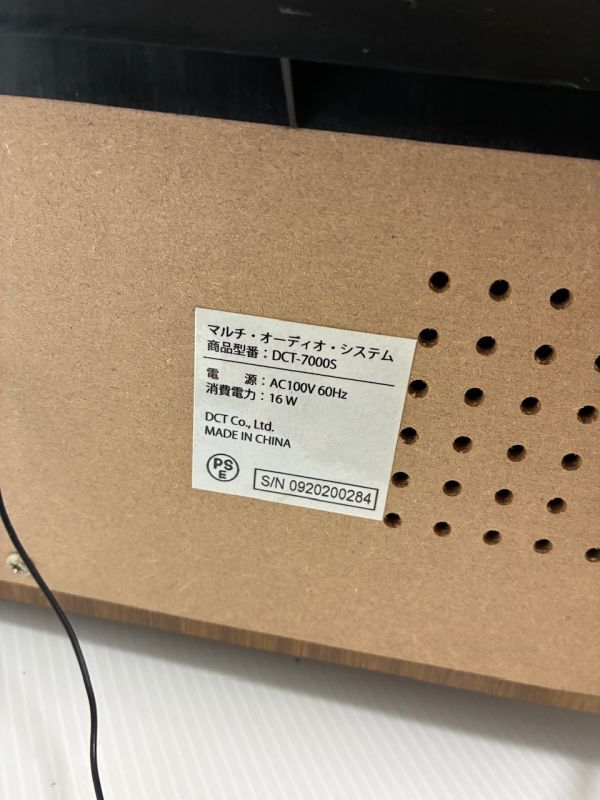 マルチ・オーディオ・システム
商品型番：DCT-7000S
電　源：AC100V 60Hz
消費電力：16 W
DCT Co., Ltd.
MADE IN CHINA
PS
E
S/N 0920200284